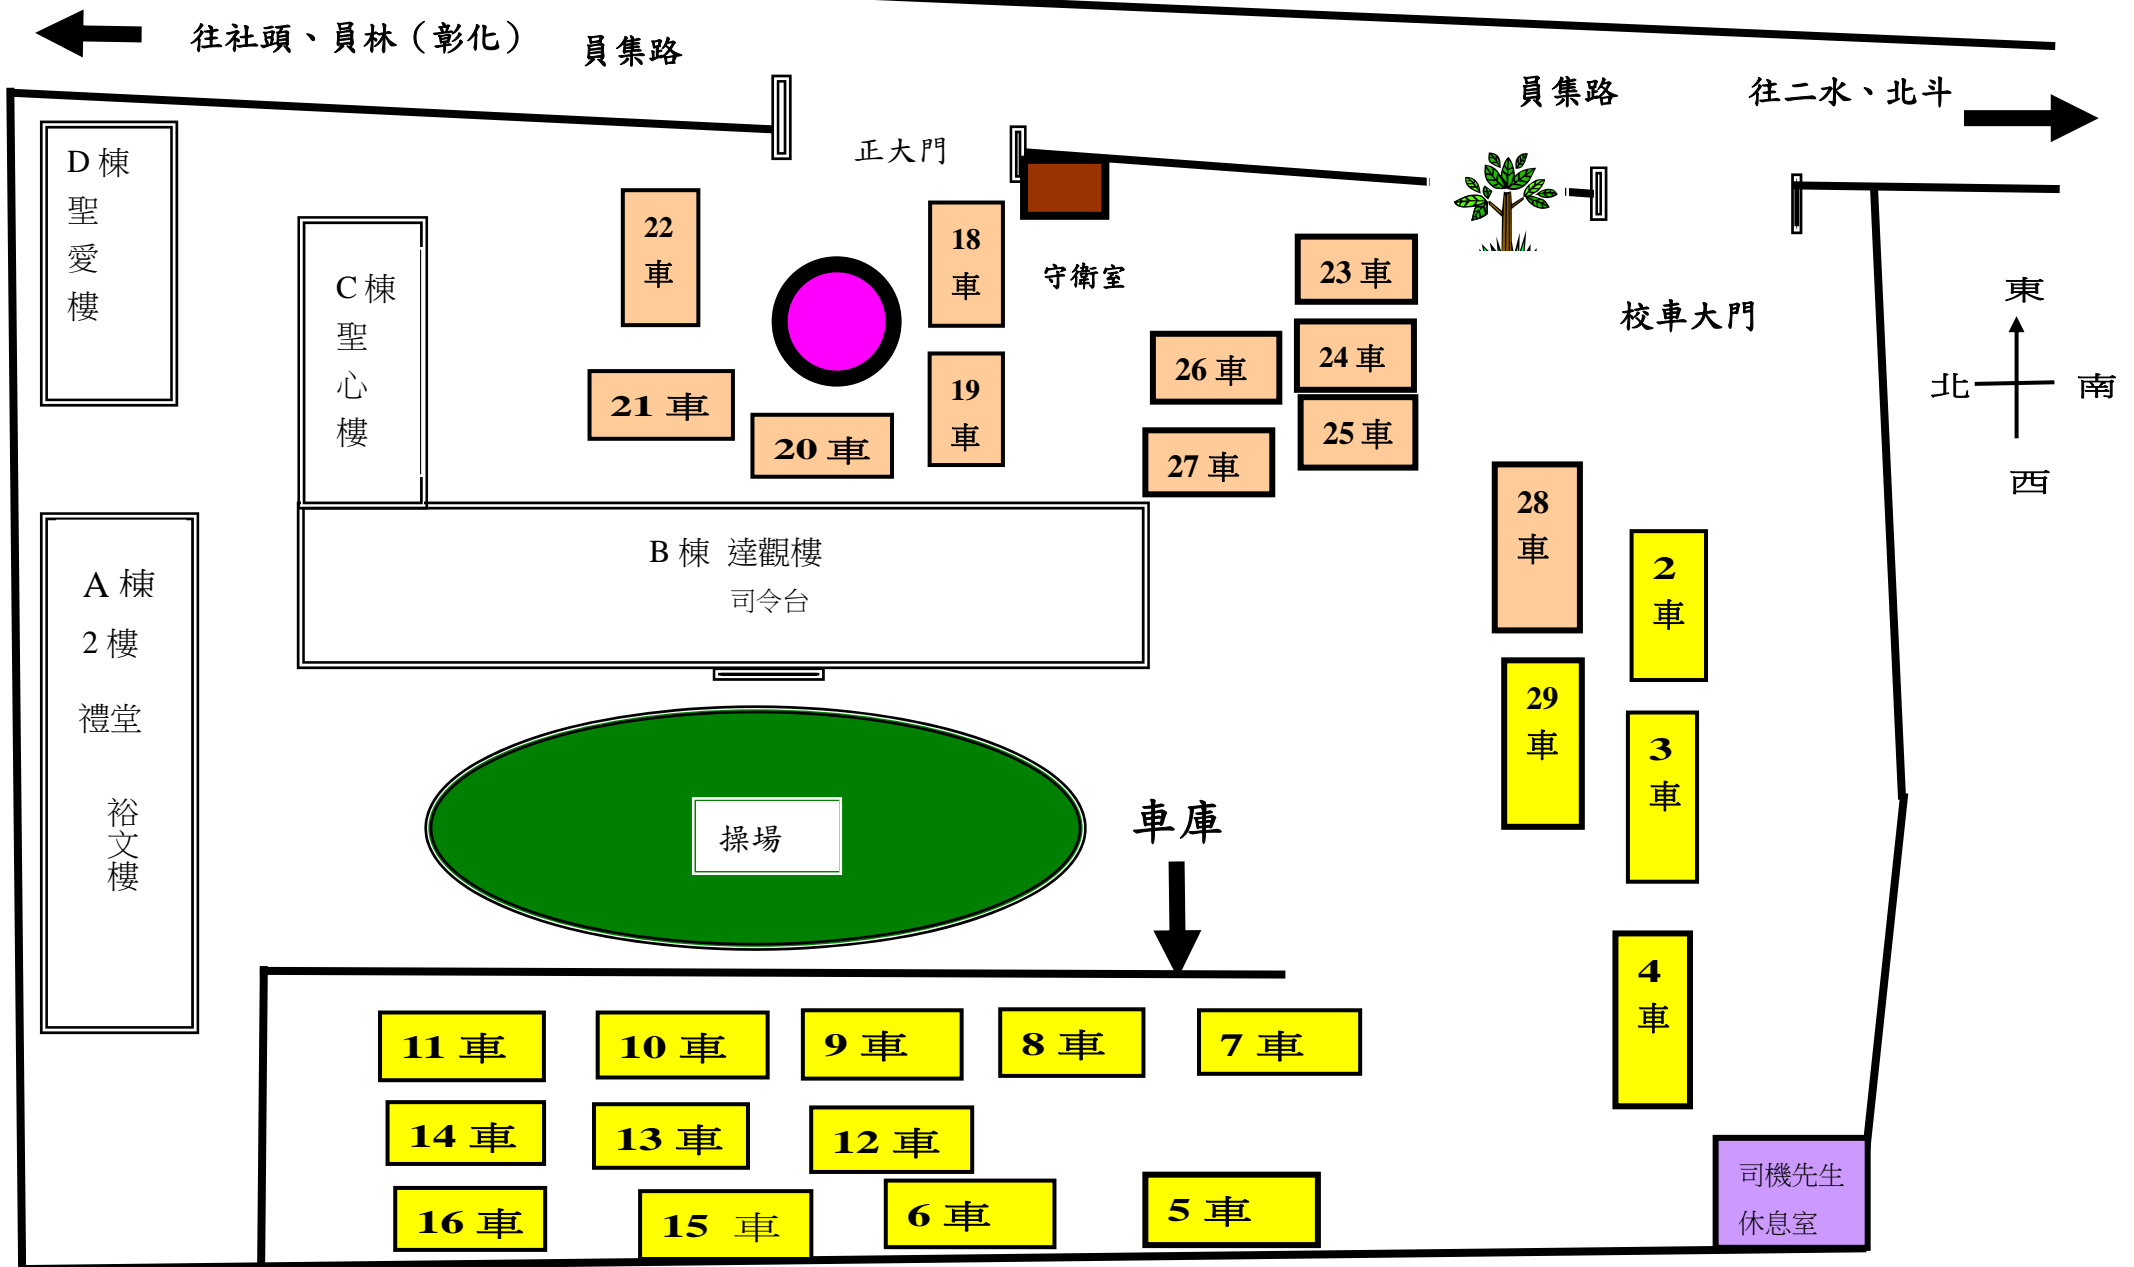 往社頭、員林（彰化）
員集路
員集路
往二水、北斗
正大門
D 棟
聖
愛
樓
C 棟
聖
心
樓
22
車
18
車
守衛室
23 車
校車大門
東
北
南
西
26 車
24 車
21 車
19
車
25 車
20 車
27 車
28
車
2
車
B 棟 達觀樓
司令台
A 棟
2 樓
禮堂
裕
文
樓
29
車
3
車
操場
車庫
4
車
11 車
10 車
9 車
8 車
7 車
14 車
13 車
12 車
16 車
15 車
6 車
5 車
司機先生
休息室